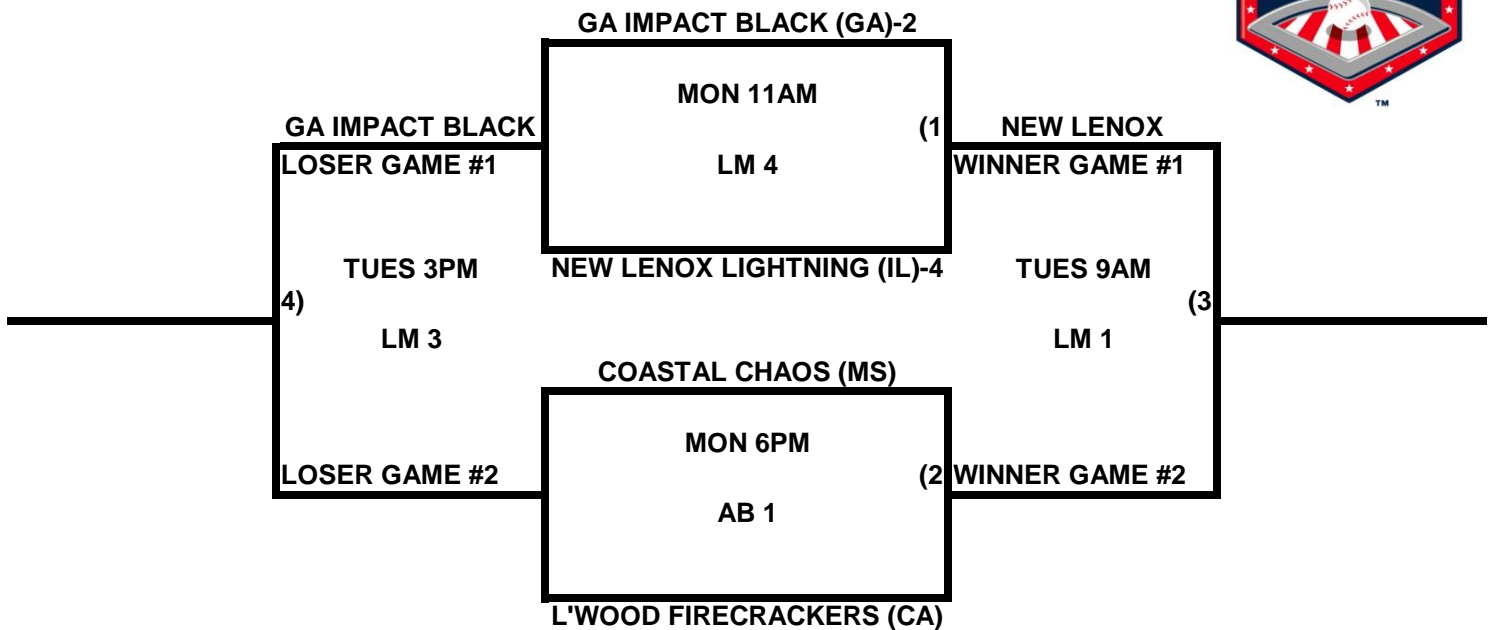 GA IMPACT BLACK (GA)-2
MON 11AM
TM
GA IMPACT BLACK
(1
NEW LENOX
LOSER GAME #1
LM 4
WINNER GAME #1
TUES 3PM
NEW LENOX LIGHTNING (IL)-4
TUES 9AM
4)
(3
LM 3
LM 1
COASTAL CHAOS (MS)
MON 6PM
LOSER GAME #2
(2
WINNER GAME #2
AB 1
L'WOOD FIRECRACKERS (CA)